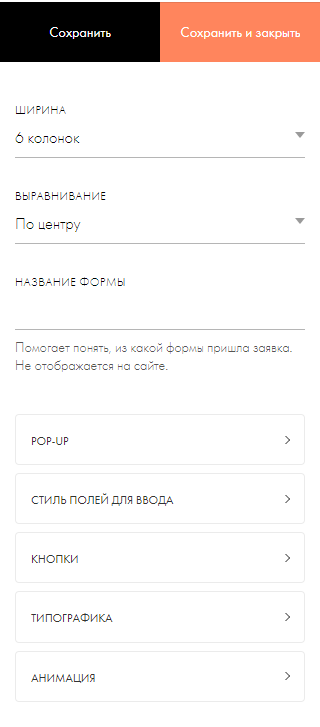 Сохранить
Сохранить и закрыть
ШИРИНА
6 колонок
ВЫРАВНИВАНИЕ
По центру
НАЗВАНИЕ ФОРМЫ
Помогает понять, из какой формы пришла заявка.
Не отображается на сайте.
POP-UP
СТИЛЬ ПОЛЕЙ ДЛЯ ВВОДА
КНОПКИ
ТИПОГРАФИКА
АНИМАЦИЯ